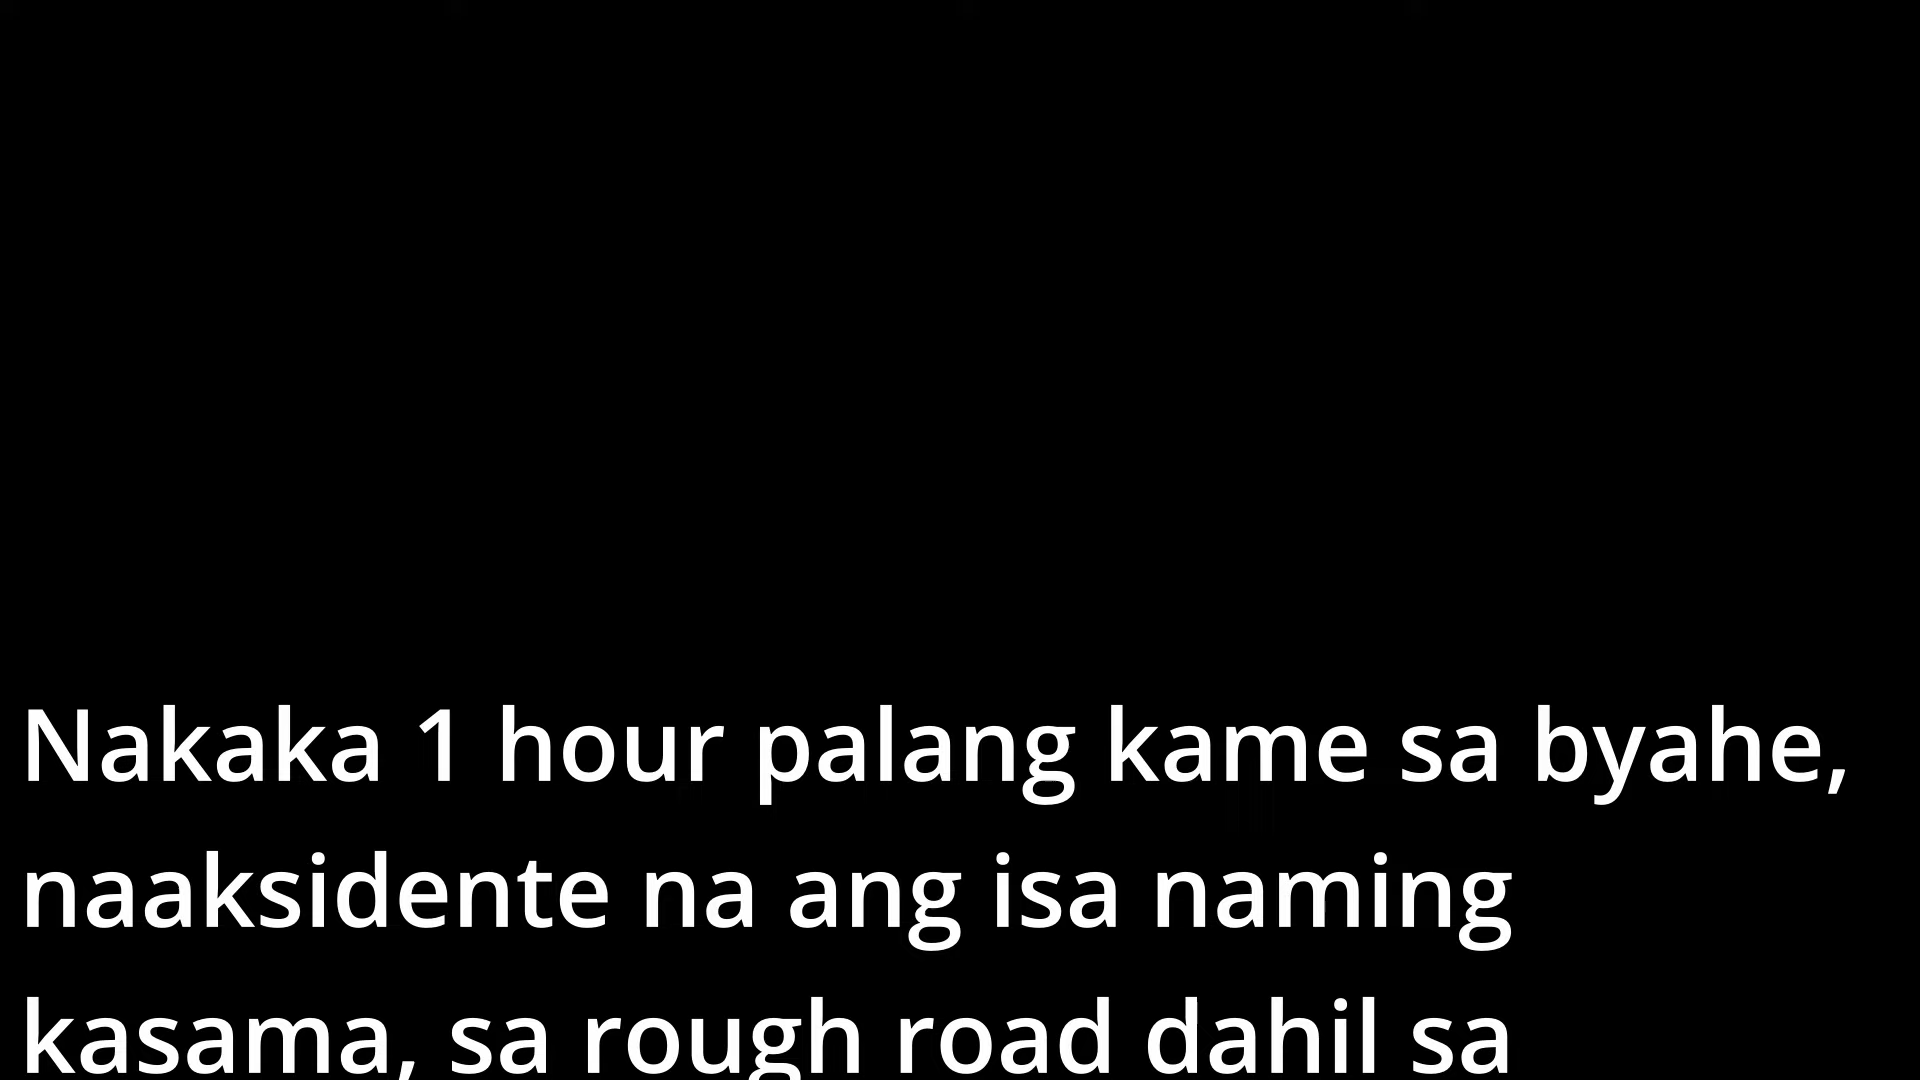 Nakaka 1 hour palang kame sa byahe,
naaksidente na ang isa naming
kasama, sa rough road dahil sa